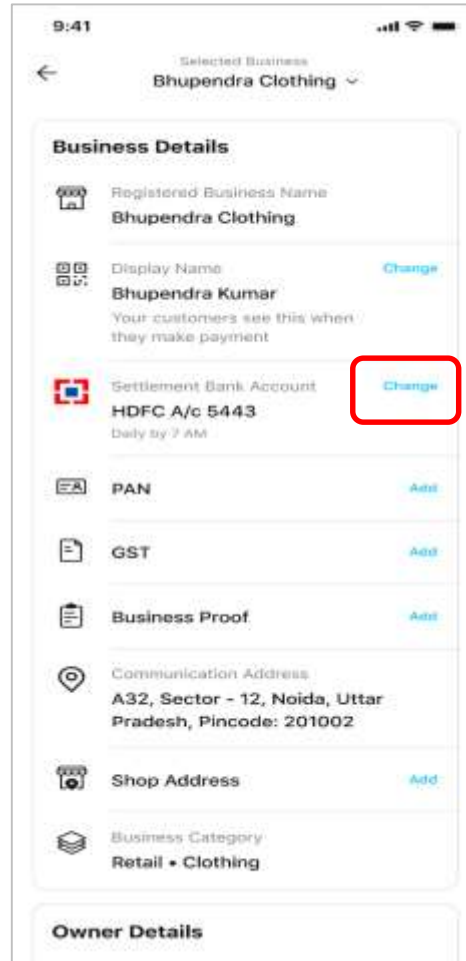 9:41
Selected Business
Bhupendra Clothing
Business Details
Registered Business Name
Bhupendra Clothing
Display Name
Change
Bhupendra Kumar
Your customers see this when
they make payment
Settlement Bank Account
Change
HDFC A/c 5443
Daily by 7 AM
PAN
Add
GST
Add
Business Proof
Add
Communication Address
A32, Sector - 12, Noida, Uttar
Pradesh, Pincode: 201002
Shop Address
Add
Business Category
Retail • Clothing
Owner Details